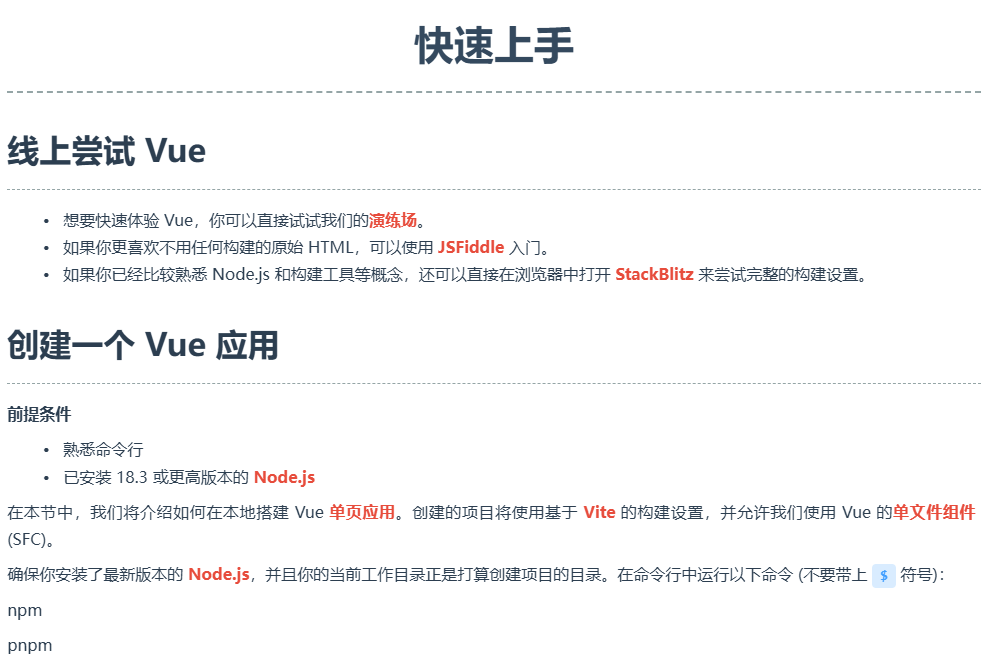 快速上手
线上尝试 Vue
• 想要快速体验 Vue，你可以直接试试我们的演练场。
• 如果你更喜欢不用任何构建的原始 HTML，可以使用 JSFiddle 入门。
• 如果你已经比较熟悉 Node.js 和构建工具等概念，还可以直接在浏览器中打开 StackBlitz 来尝试完整的构建设置。
创建一个 Vue 应用
前提条件
• 熟悉命令行
• 已安装 18.3 或更高版本的 Node.js
在本节中，我们将介绍如何在本地搭建 Vue 单页应用。创建的项目将使用基于 Vite 的构建设置，并允许我们使用 Vue 的单文件组件
(SFC)。
确保你安装了最新版本的 Node.js，并且你的当前工作目录正是打算创建项目的目录。在命令行中运行以下命令 (不要带上 $ 符号)：
npm
pnpm